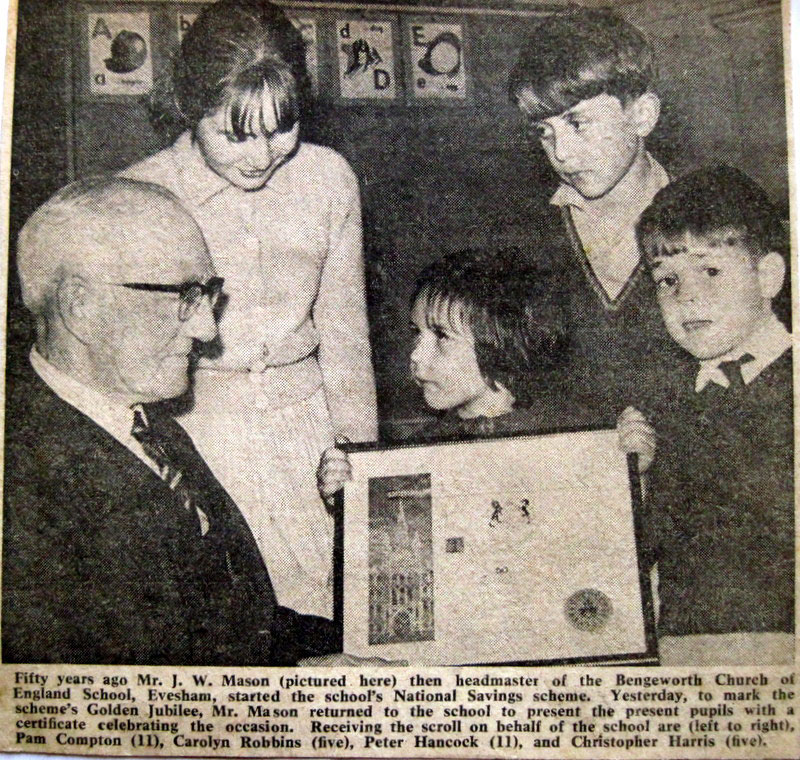 A
a
b
d
D
E
e
Fifty years ago Mr. J. W. Mason (pictured here) then headmaster of the Bengeworth Church of
England School, Evesham, started the school's National Savings scheme. Yesterday, to mark the
scheme's Golden Jubilee, Mr. Mason returned to the school to present the present pupils with a
certificate celebrating the occasion. Receiving the scroll on behalf of the school are (left to right),
Pam Compton (11), Carolyn Robbins (five), Peter Hancock (11), and Christopher Harris (five).